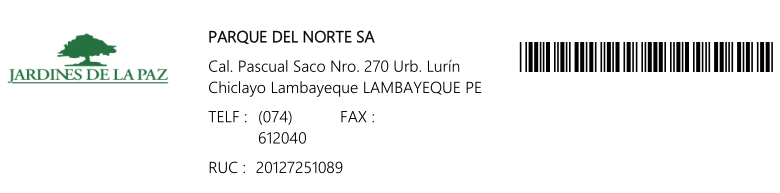 JARDINES DE LA PAZ
PARQUE DEL NORTE SA
Cal. Pascual Saco Nro. 270 Urb. Lurín
Chiclayo Lambayeque LAMBAYEQUE PE
TELF : (074) FAX :
612040
RUC : 20127251089